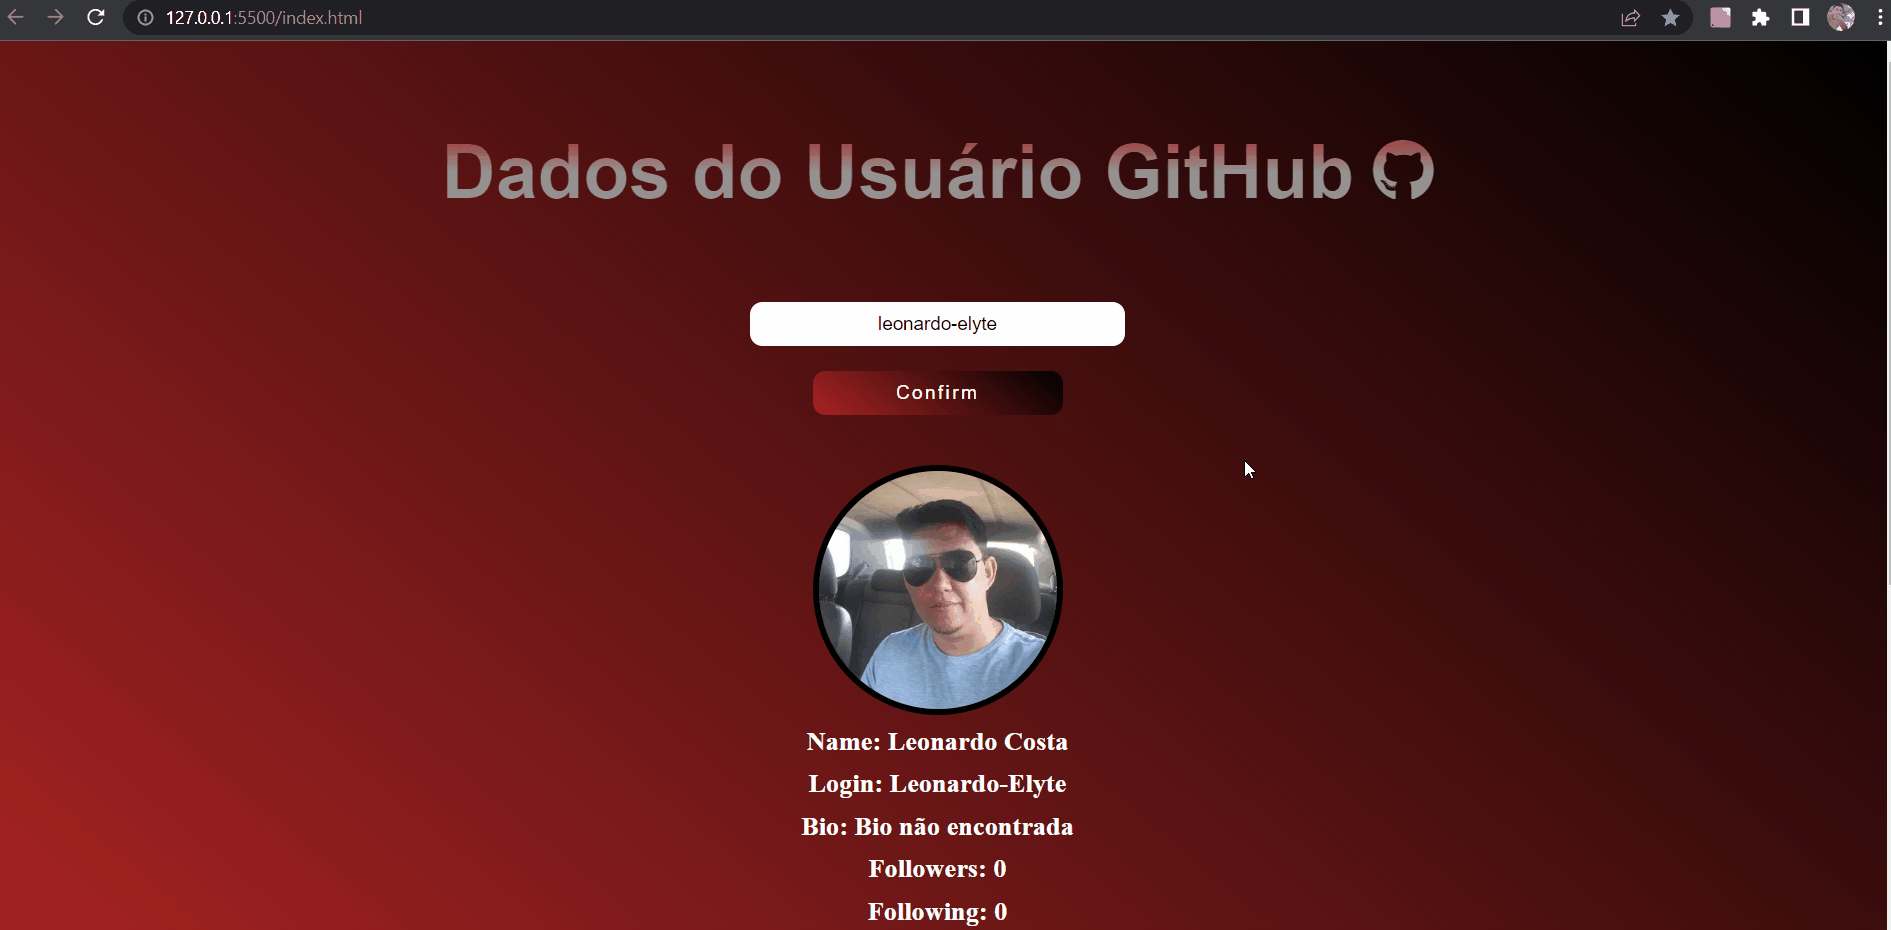 127.0.0.1:5500/index.html
Dados do Usuário GitHub
leonardo-elyte
Confirm
Name: Leonardo Costa
Login: Leonardo-Elyte
Bio: Bio não encontrada
Followers: 0
Following: 0